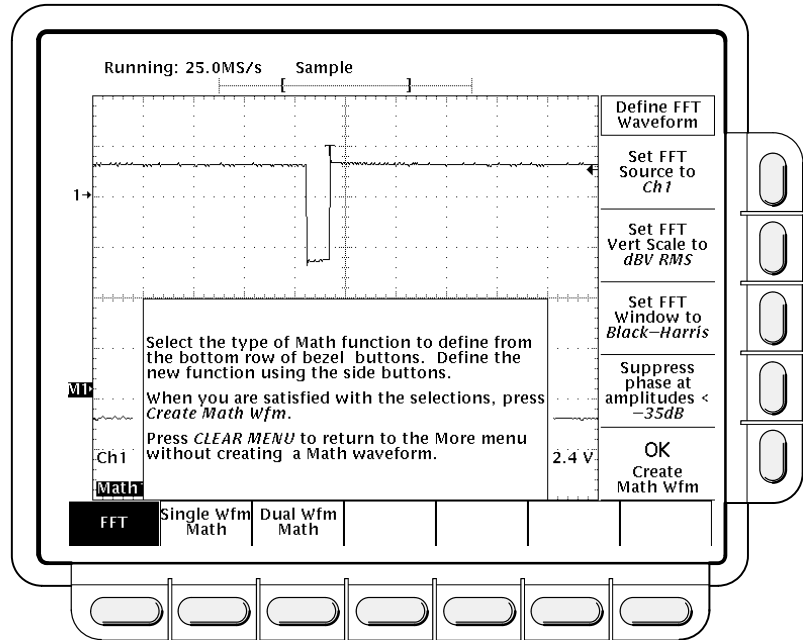 Running: 25.0MS/s Sample
[ ]
T
1→
Define FFT
Waveform
Set FFT
Source to
Ch1
Set FFT
Vert Scale to
dBV RMS
Set FFT
Window to
Black–Harris
Suppress
phase at
amplitudes <
–35dB
OK
Create
Math Wfm
Select the type of Math function to define from
the bottom row of bezel buttons. Define the
new function using the side buttons.
When you are satisfied with the selections, press
Create Math Wfm.
Press CLEAR MENU to return to the More menu
without creating a Math waveform.
M1
Ch1
2.4 V
Math
FFT
Single Wfm
Math
Dual Wfm
Math